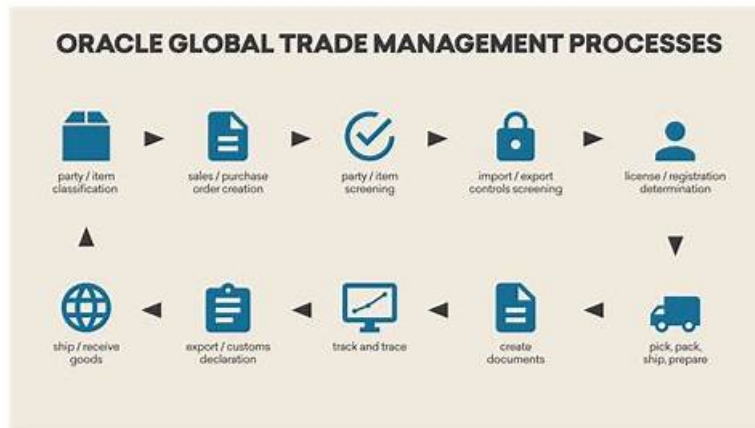 ORACLE GLOBAL TRADE MANAGEMENT PROCESSES
party / item
classification
sales / purchase
order creation
party / item
screening
import / export
controls screening
license / registration
determination
ship / receive
goods
export / customs
declaration
track and trace
create
documents
pick, pack,
ship, prepare